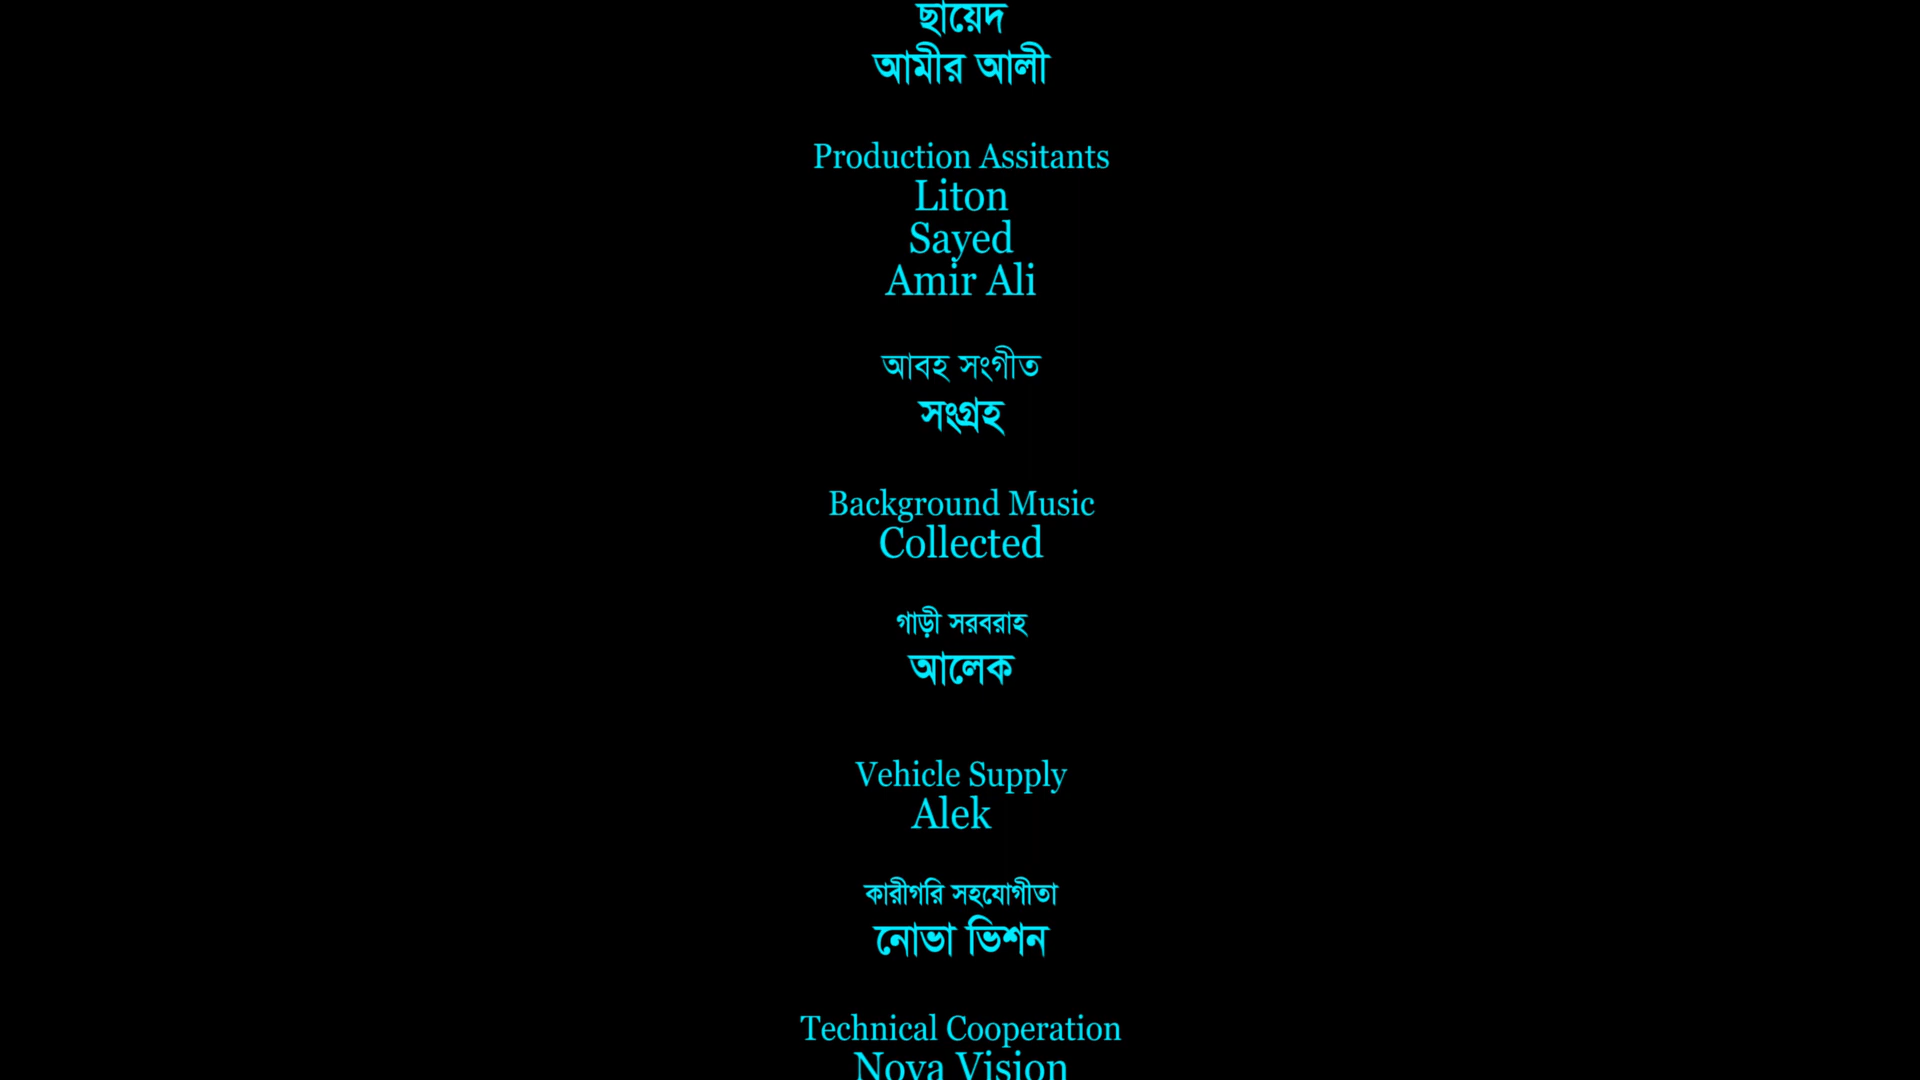 ছায়েদ
আমীর আলী
Production Assitants
Liton
Sayed
Amir Ali
আবহ সংগীত
সংগ্রহ
Background Music
Collected
গাড়ী সরবরাহ
আলেক
Vehicle Supply
Alek
কারীগরি সহযোগীতা
নোভা ভিশন
Technical Cooperation
Nova Vision